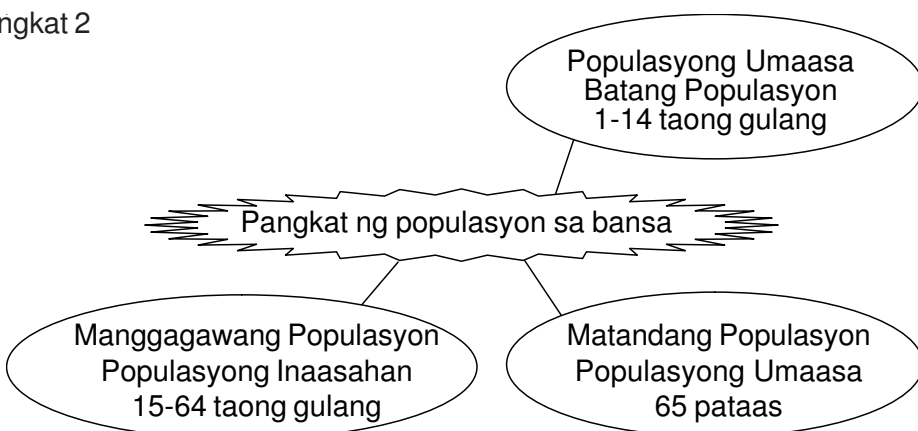 ngkat 2
Populasyong Umaasa
Batang Populasyon
1-14 taong gulang
Pangkat ng populasyon sa bansa
Manggagawang Populasyon
Populasyong Inaasahan
15-64 taong gulang
Matandang Populasyon
Populasyong Umaasa
65 pataas